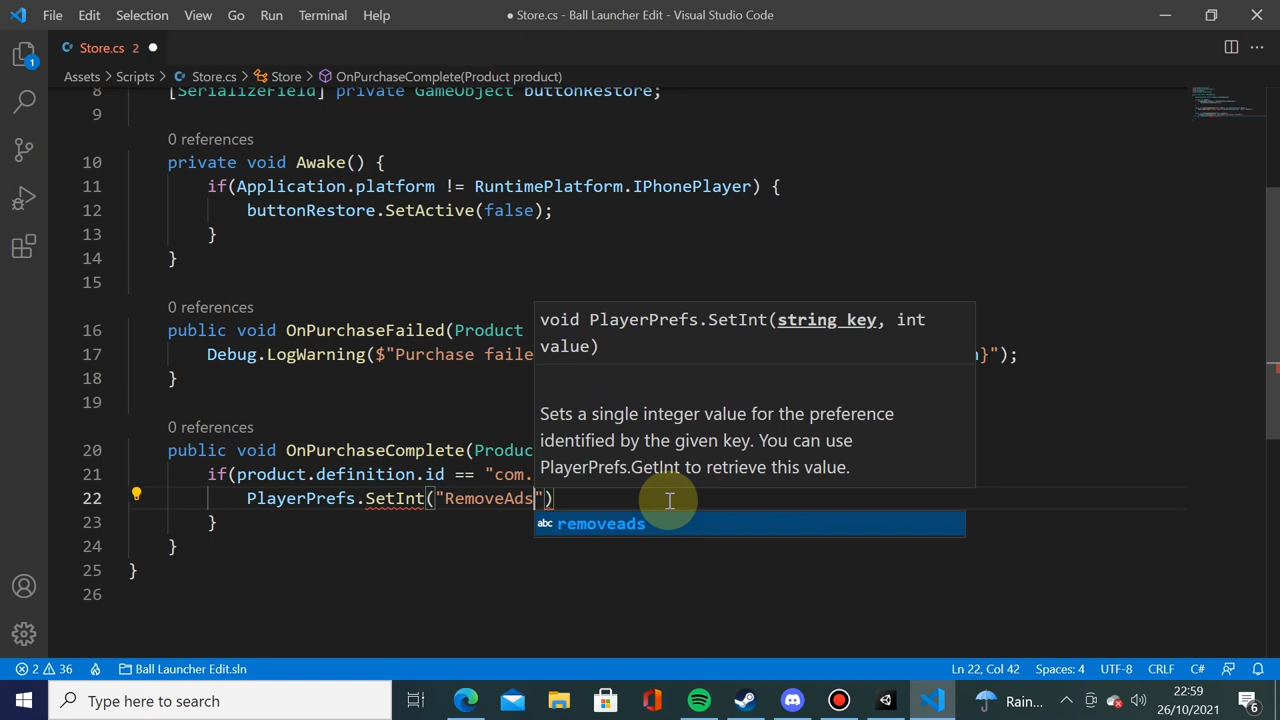 File Edit Selection View Go Run Terminal Help ● Store.cs - Ball Launcher Edit - Visual Studio Code
1
Store.cs 2
Assets > Scripts > Store.cs > Store > OnPurchaseComplete(Product product)
8 [SerializeField] private GameObject buttonRestore;
9
0 references
10 private void Awake() {
11 if(Application.platform != RuntimePlatform.IPhonePlayer) {
12 buttonRestore.SetActive(false);
13 }
14 }
15
0 references
16 public void OnPurchaseFailed(Product
void PlayerPrefs.SetInt(string key, int
value)
17 Debug.LogWarning($"Purchase faile }");
18 }
19
Sets a single integer value for the preference
identified by the given key. You can use
PlayerPrefs.GetInt to retrieve this value.
0 references
20 public void OnPurchaseComplete(Produc
21 if(product.definition.id == "com.
22 PlayerPrefs.SetInt("RemoveAds")
abc removeads
23 }
24 }
25 }
26
2 36 Ball Launcher Edit.sln Ln 22, Col 42 Spaces: 4 UTF-8 CRLF C#
Type here to search Rain... 22:59
26/10/2021 6